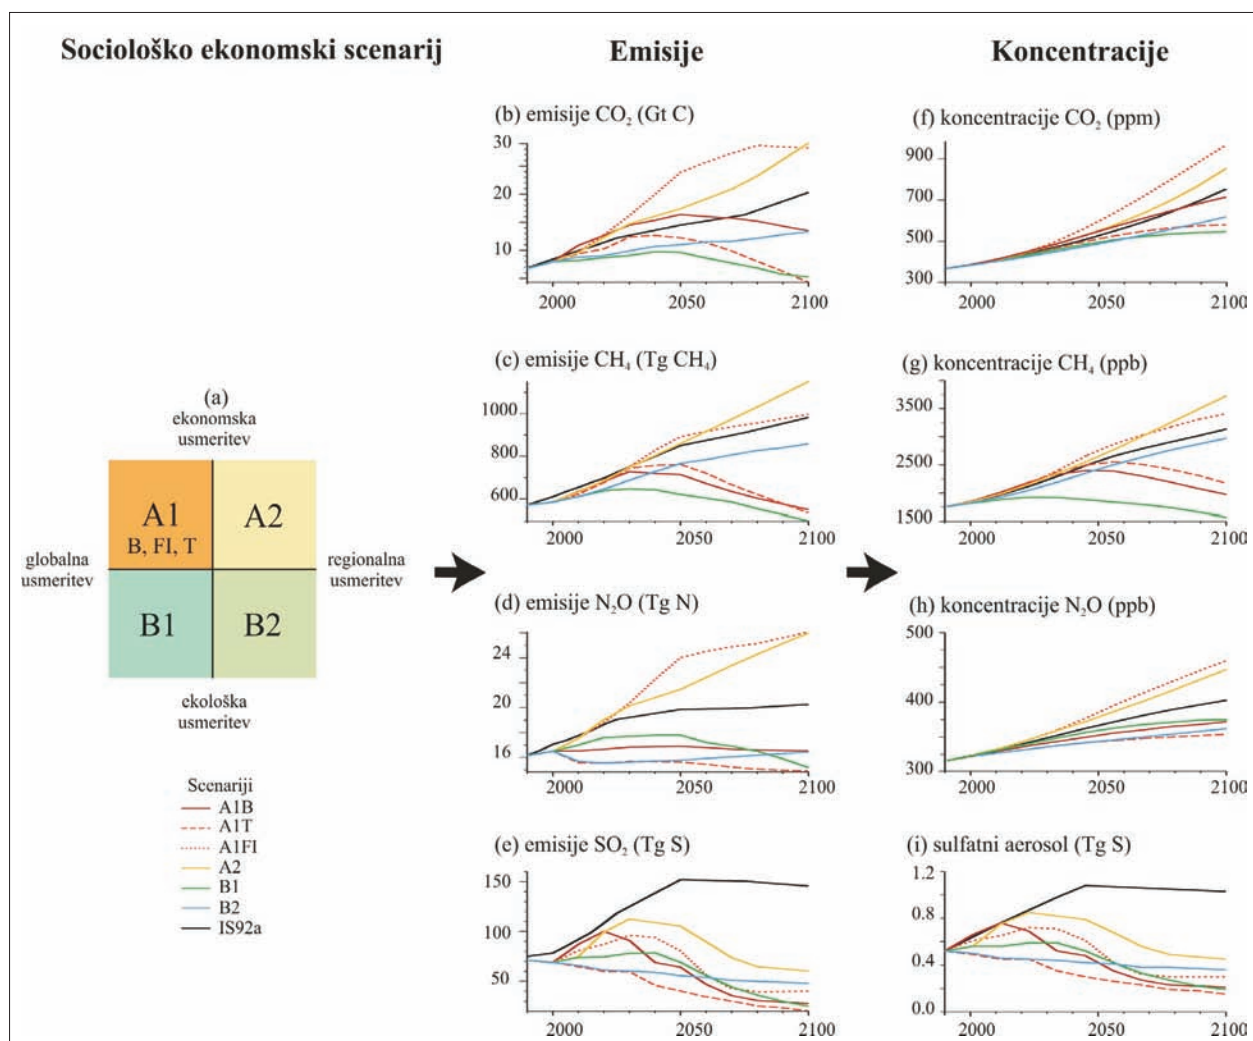 Sociološko ekonomski scenarij
Emisije
Koncentracije
(a)
ekonomska
usmeritev
A1
B, FI, T
A2
globalna
usmeritev
regionalna
usmeritev
B1
B2
ekološka
usmeritev
Scenariji
A1B
A1T
A1FI
A2
B1
B2
IS92a
(b) emisije CO₂ (Gt C)
30
20
10
2000 2050 2100
(c) emisije CH₄ (Tg CH₄)
1000
800
600
2000 2050 2100
(d) emisije N₂O (Tg N)
26
24
20
16
2000 2050 2100
(e) emisije SO₂ (Tg S)
150
100
50
2000 2050 2100
(f) koncentracije CO₂ (ppm)
900
700
500
300
2000 2050 2100
(g) koncentracije CH₄ (ppb)
3500
2500
1500
2000 2050 2100
(h) koncentracije N₂O (ppb)
500
400
300
2000 2050 2100
(i) sulfatni aerosol (Tg S)
1.2
0.8
0.4
0.0
2000 2050 2100